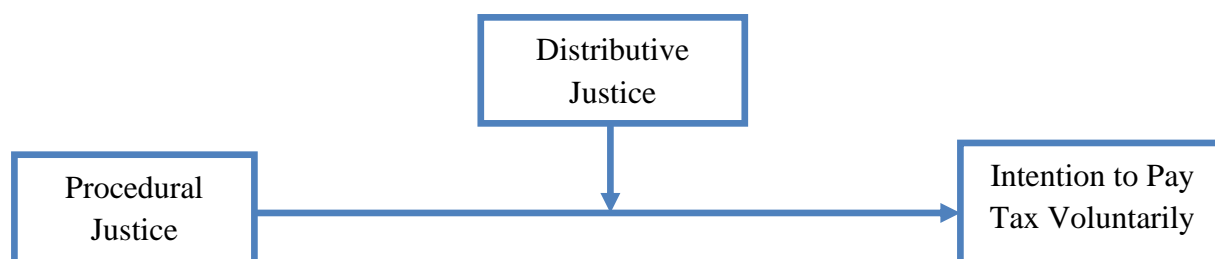 Distributive
Justice
Procedural
Justice
Intention to Pay
Tax Voluntarily